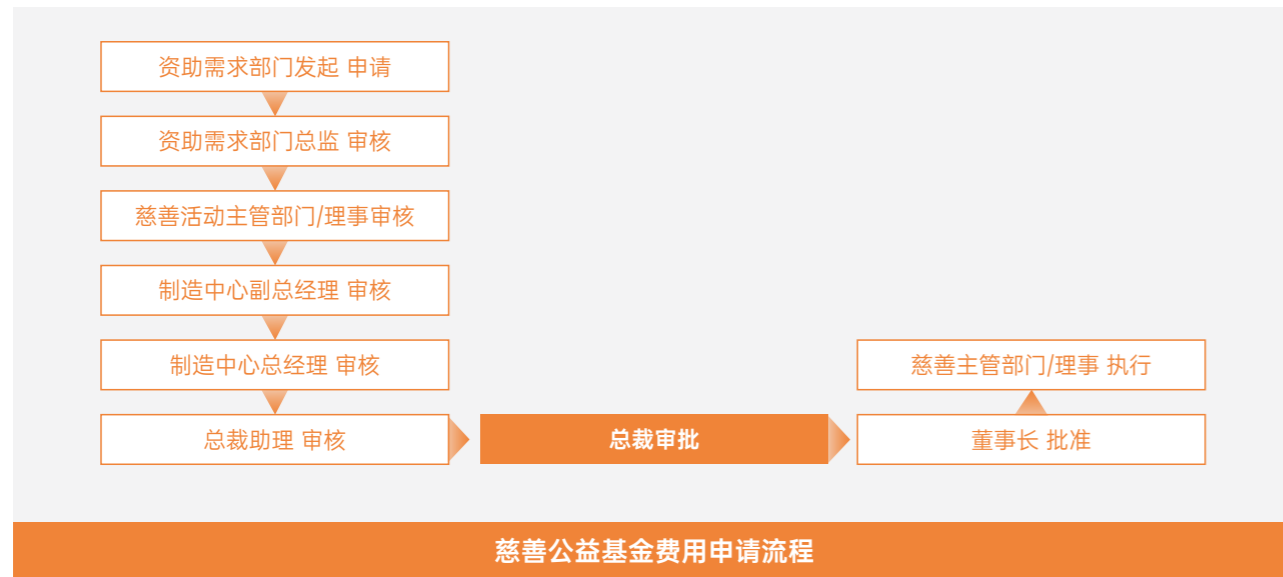 资助需求部门发起 申请
资助需求部门总监 审核
慈善活动主管部门/理事审核
制造中心副总经理 审核
制造中心总经理 审核
总裁助理 审核
总裁审批
董事长 批准
慈善主管部门/理事 执行
慈善公益基金费用申请流程